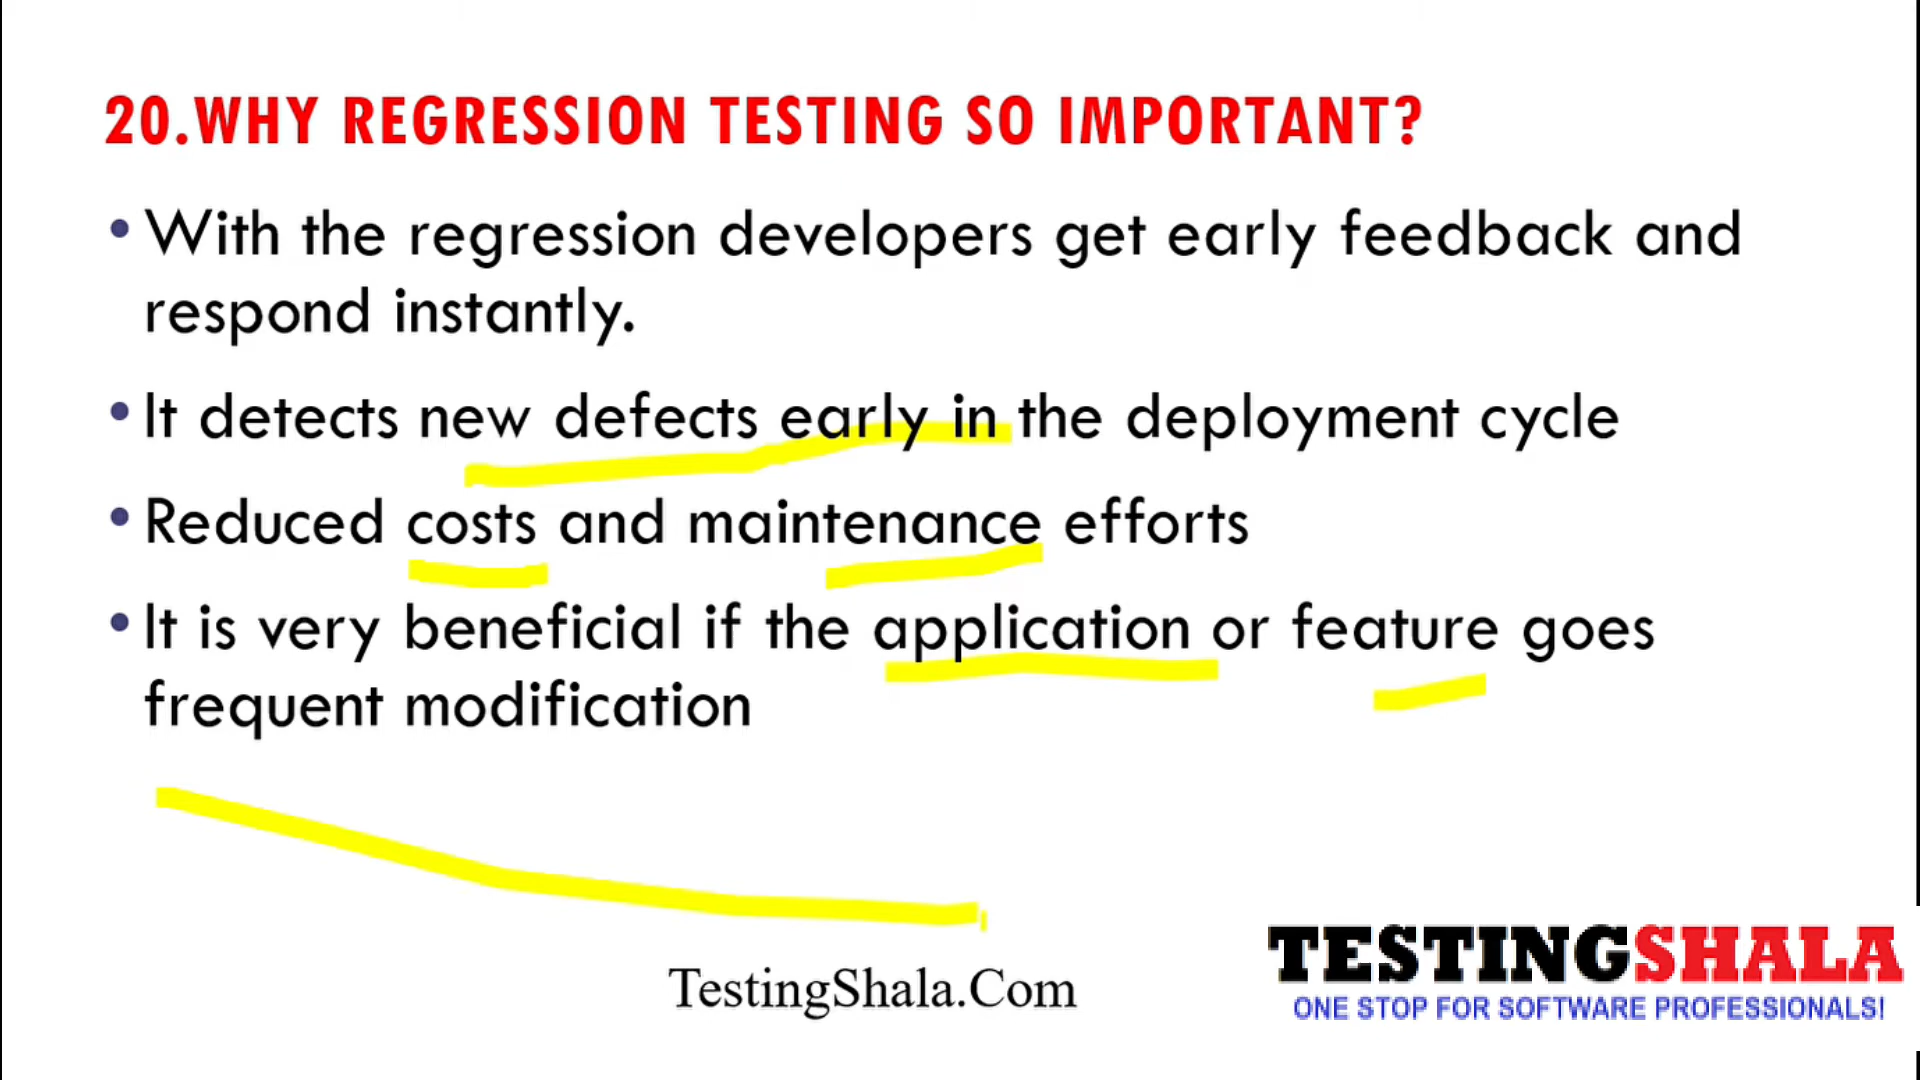 20.WHY REGRESSION TESTING SO IMPORTANT?
• With the regression developers get early feedback and
respond instantly.
• It detects new defects early in the deployment cycle
• Reduced costs and maintenance efforts
• It is very beneficial if the application or feature goes
frequent modification
TestingShala.Com
TESTINGSHALA
ONE STOP FOR SOFTWARE PROFESSIONALS!